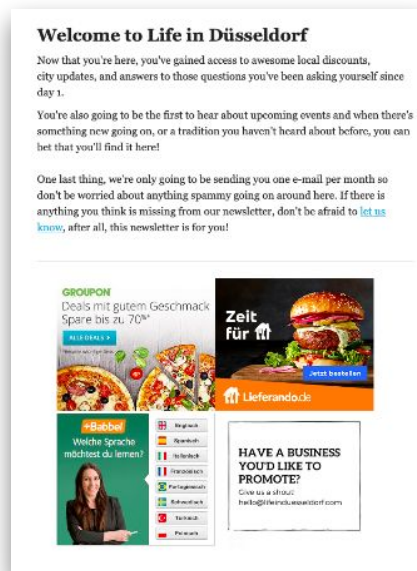 Welcome to Life in Düsseldorf
Now that you're here, you've gained access to awesome local discounts,
city updates, and answers to those questions you've been asking yourself since
day 1.
You're also going to be the first to hear about upcoming events and when there's
something new going on, or a tradition you haven't heard about before, you can
bet that you'll find it here!
One last thing, we're only going to be sending you one e-mail per month so
don't be worried about anything spammy going on around here. If there is
anything you think is missing from our newsletter, don't be afraid to let us
know, after all, this newsletter is for you!
GROUPON
Deals mit gutem Geschmack
Spare bis zu 70%*
ALLE DEALS >
Zeit
für
Jetzt bestellen
Lieferando.de
+Babbel
Welche Sprache
möchtest du lernen?
Englisch
Spanisch
Italienisch
Französisch
Portugiesisch
Schwedisch
Türkisch
Polnisch
HAVE A BUSINESS
YOU'D LIKE TO
PROMOTE?
Give us a shout
hello@lifeinduesseldorf.com